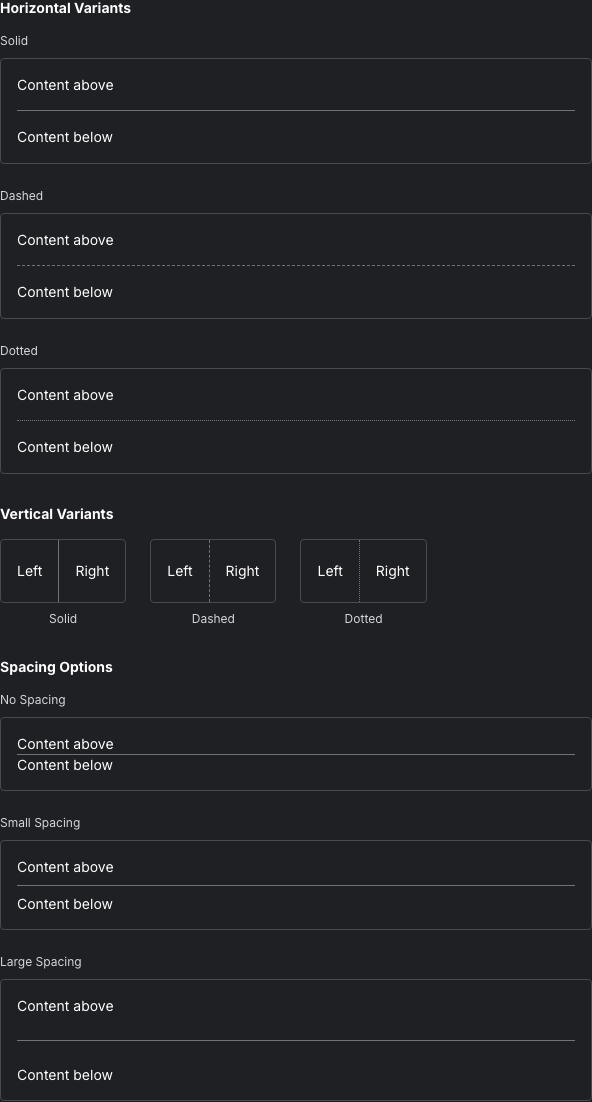 Horizontal Variants
Solid
Content above
Content below
Dashed
Content above
Content below
Dotted
Content above
Content below
Vertical Variants
Left Right Left Right Left Right
Solid Dashed Dotted
Spacing Options
No Spacing
Content above
Content below
Small Spacing
Content above
Content below
Large Spacing
Content above
Content below